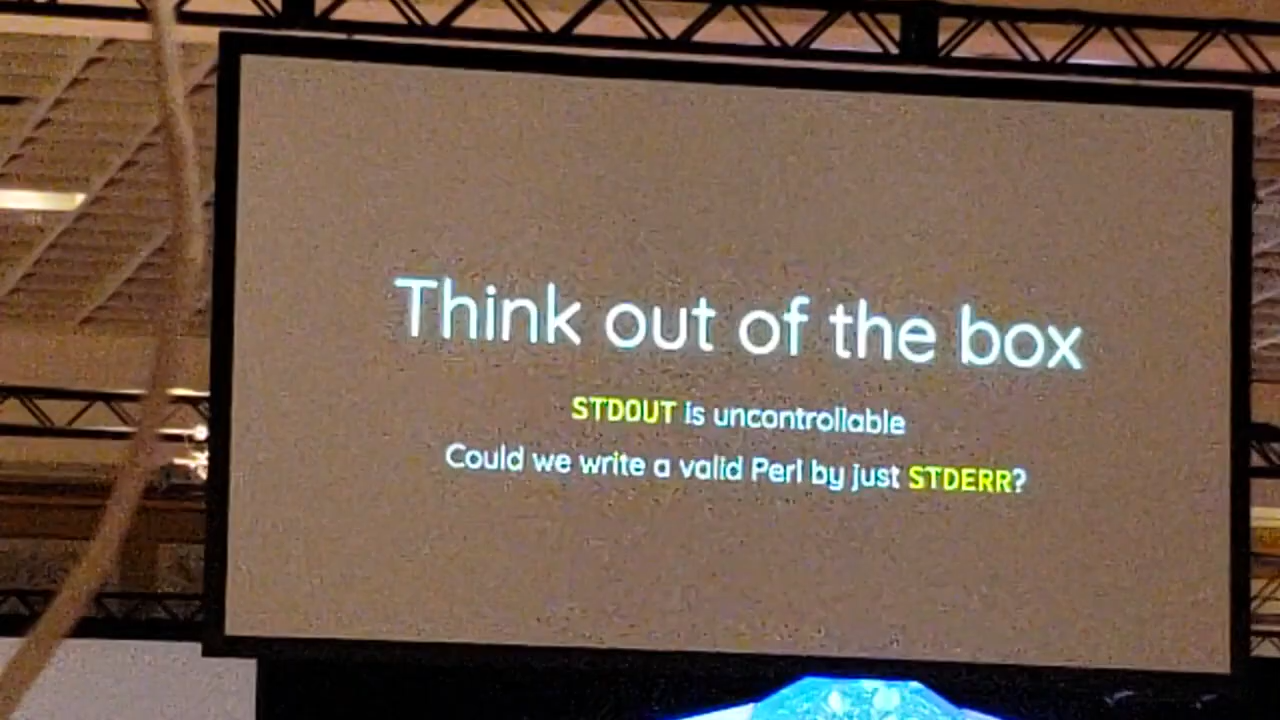 Think out of the box
STDOUT is uncontrollable
Could we write a valid Perl by just STDERR?